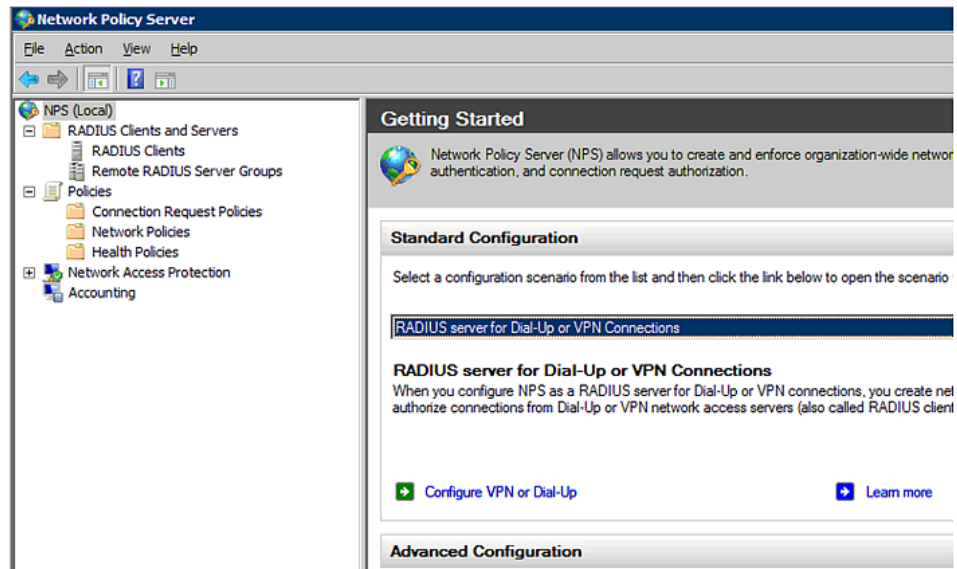 Network Policy Server
File Action View Help
NPS (Local)
RADIUS Clients and Servers
RADIUS Clients
Remote RADIUS Server Groups
Policies
Connection Request Policies
Network Policies
Health Policies
Network Access Protection
Accounting
Getting Started
Network Policy Server (NPS) allows you to create and enforce organization-wide networ
authentication, and connection request authorization.
Standard Configuration
Select a configuration scenario from the list and then click the link below to open the scenario
RADIUS server for Dial-Up or VPN Connections
RADIUS server for Dial-Up or VPN Connections
When you configure NPS as a RADIUS server for Dial-Up or VPN connections, you create net
authorize connections from Dial-Up or VPN network access servers (also called RADIUS client
Configure VPN or Dial-Up Learn more
Advanced Configuration